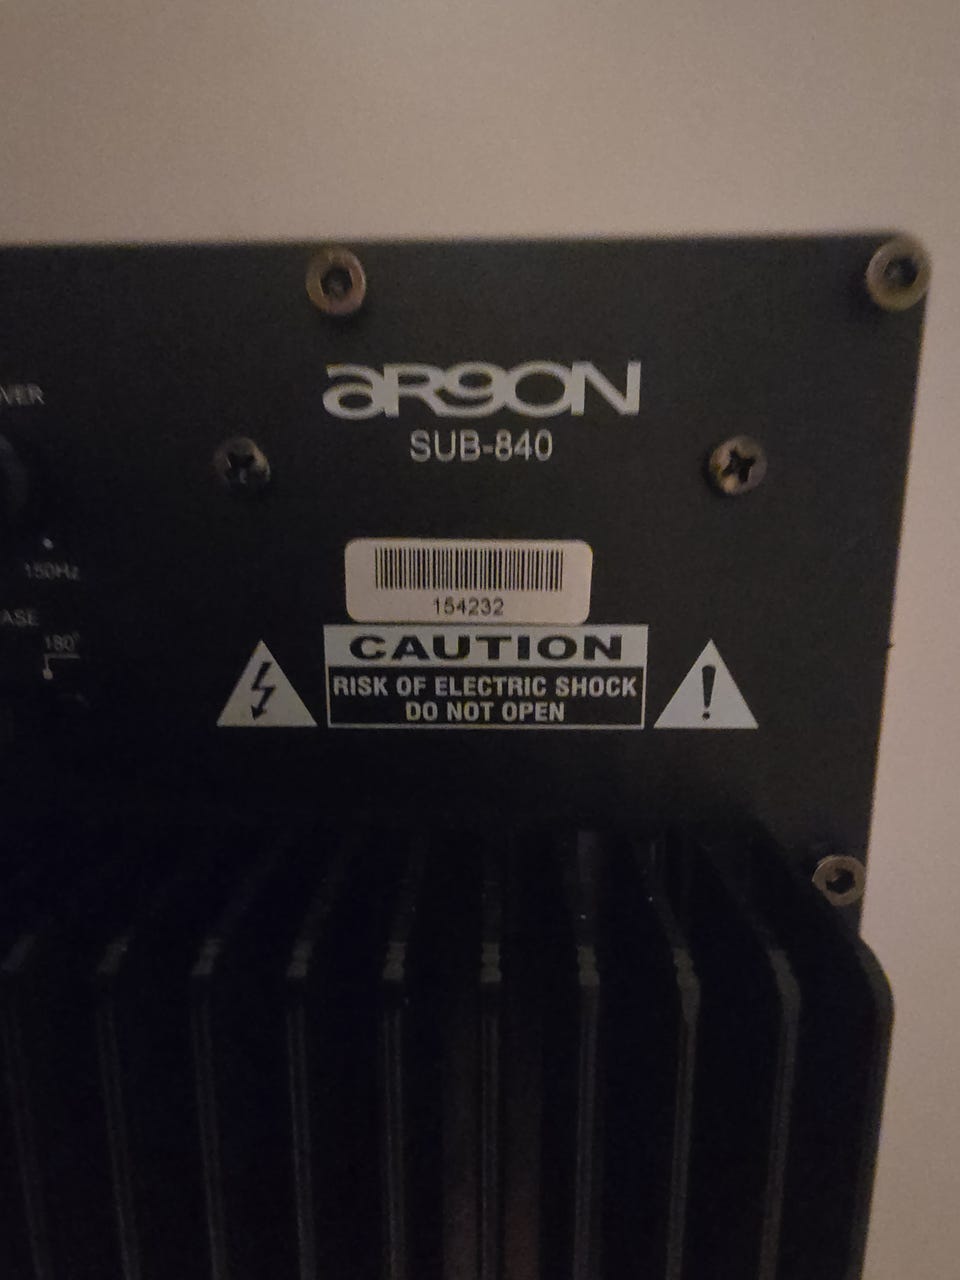 aRgON
SUB-840
150Hz
180°
154232
CAUTION
RISK OF ELECTRIC SHOCK
DO NOT OPEN